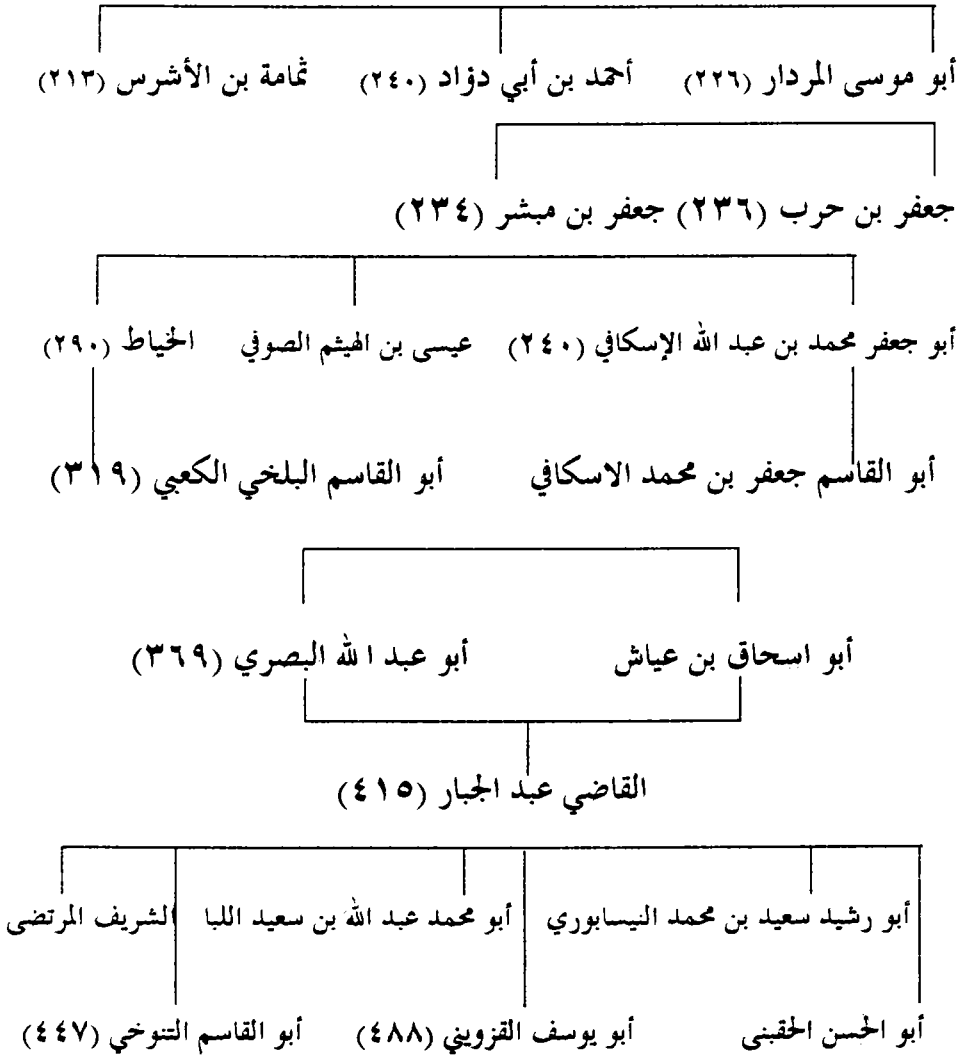 أبو موسى المردار (٢٢٦) أحمد بن أبي دؤاد (٢٤٠) ثمامة بن الأشرس (٢١٣)
جعفر بن حرب (٢٣٦) جعفر بن مبشر (٢٣٤)
أبو جعفر محمد بن عبد الله الإسكافي (٢٤٠) عيسى بن الهيثم الصوفي الخياط (٢٩٠)
أبو القاسم جعفر بن محمد الاسكافي أبو القاسم البلخي الكعبي (٣١٩)
أبو اسحاق بن عياش أبو عبد الله البصري (٣٦٩)
القاضي عبد الجبار (٤١٥)
أبو رشيد سعيد بن محمد النيسابوري أبو محمد عبد الله بن سعيد اللبا الشريف المرتضى
أبو الحسن الحقبنى أبو يوسف القزويني (٤٨٨) أبو القاسم التنوخي (٤٤٧)